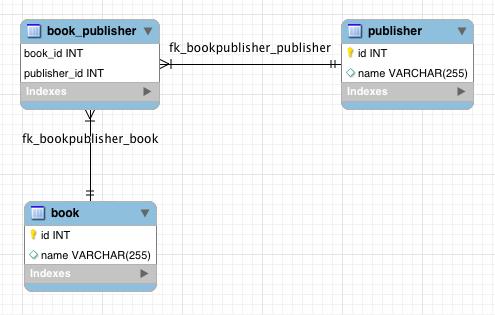 book_publisher
book_id INT
publisher_id INT
Indexes
fk_bookpublisher_publisher
publisher
id INT
name VARCHAR(255)
Indexes
fk_bookpublisher_book
book
id INT
name VARCHAR(255)
Indexes